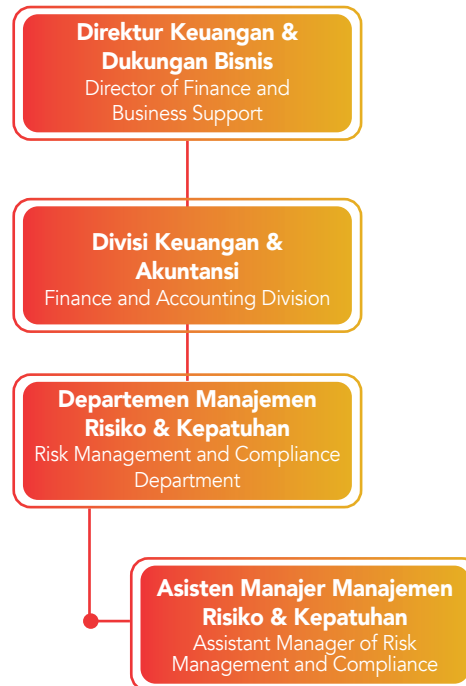 Direktur Keuangan &
Dukungan Bisnis
Director of Finance and
Business Support
Divisi Keuangan &
Akuntansi
Finance and Accounting Division
Departemen Manajemen
Risiko & Kepatuhan
Risk Management and Compliance
Department
Asisten Manajer Manajemen
Risiko & Kepatuhan
Assistant Manager of Risk
Management and Compliance